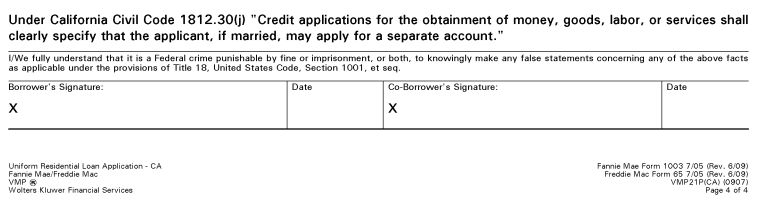 Under California Civil Code 1812.30(j) "Credit applications for the obtainment of money, goods, labor, or services shall
clearly specify that the applicant, if married, may apply for a separate account."
I/We fully understand that it is a Federal crime punishable by fine or imprisonment, or both, to knowingly make any false statements concerning any of the above facts
as applicable under the provisions of Title 18, United States Code, Section 1001, et seq.
Borrower's Signature: Date Co-Borrower's Signature: Date
X X
Uniform Residential Loan Application - CA Fannie Mae Form 1003 7/05 (Rev. 6/09)
Fannie Mae/Freddie Mac Freddie Mac Form 65 7/05 (Rev. 6/09)
VMP ® VMP21P(CA) (0907)
Wolters Kluwer Financial Services Page 4 of 4